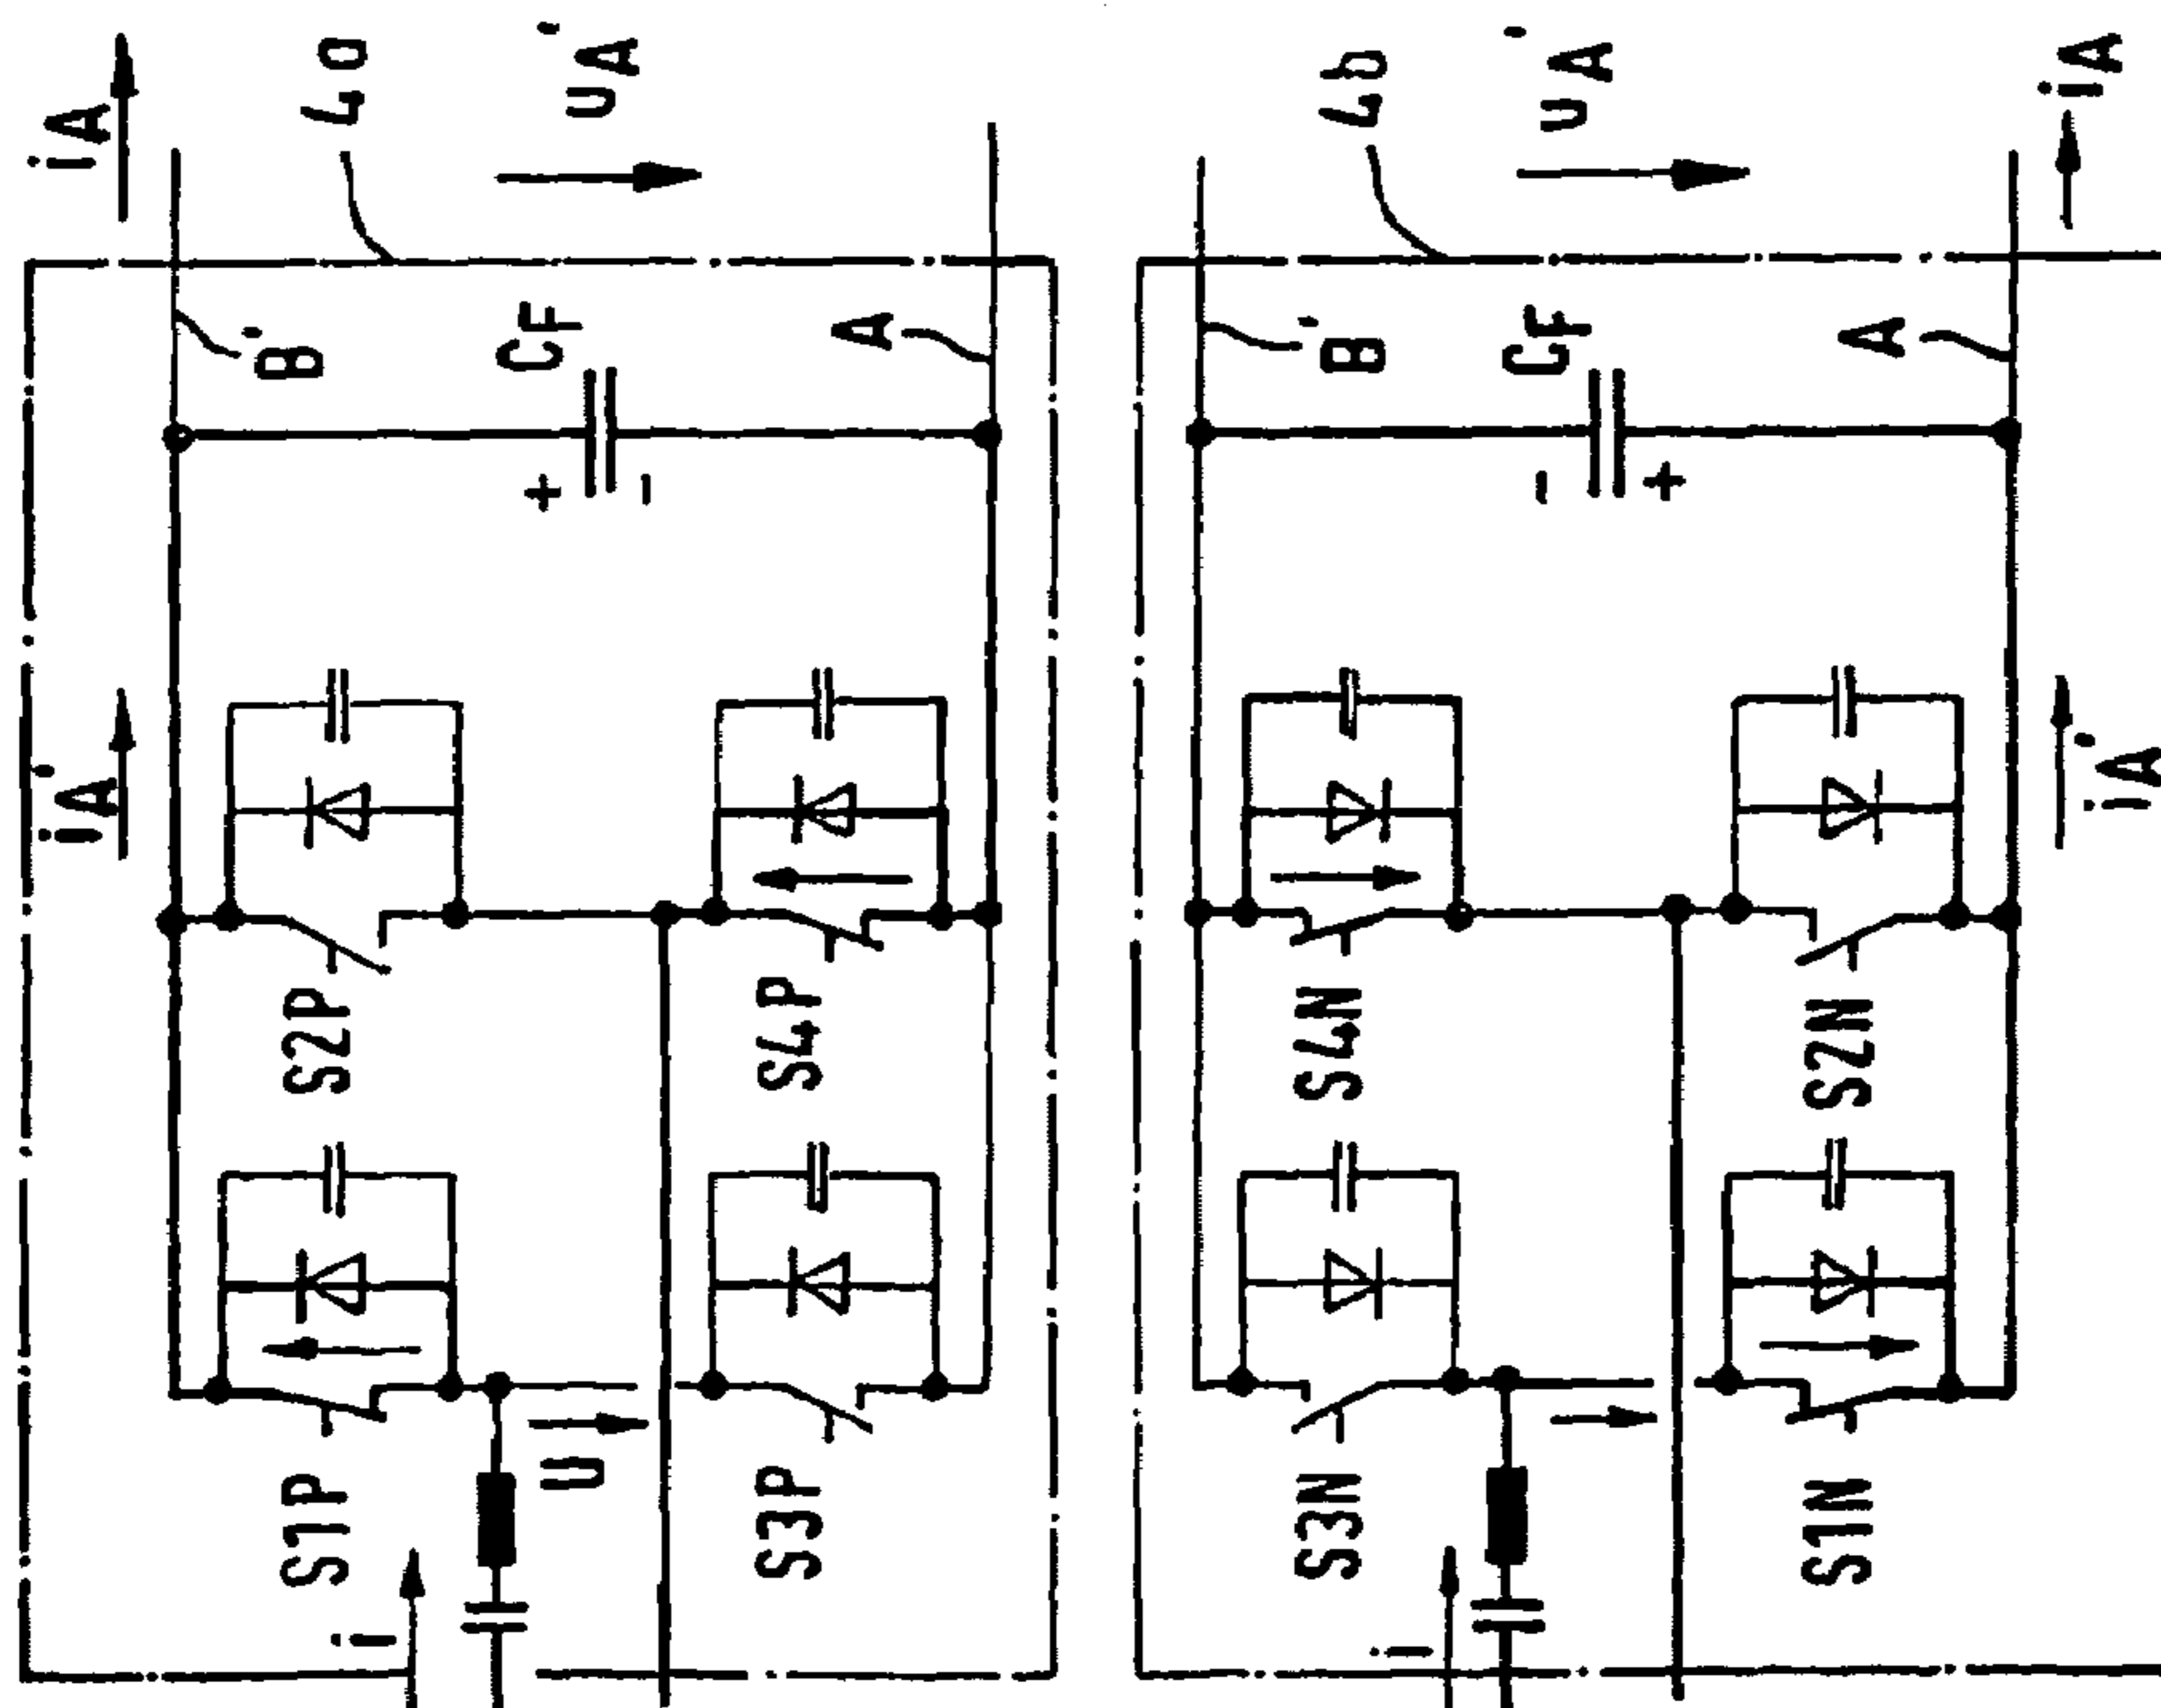 iA'
iA
S1P
S2P
B'
4a
i
U
+
CF
UA'
-
S3P
S4P
A
S3N
S4N
B'
4b
i
-
CF
UA'
+
S1N
S2N
A
iA'
iA